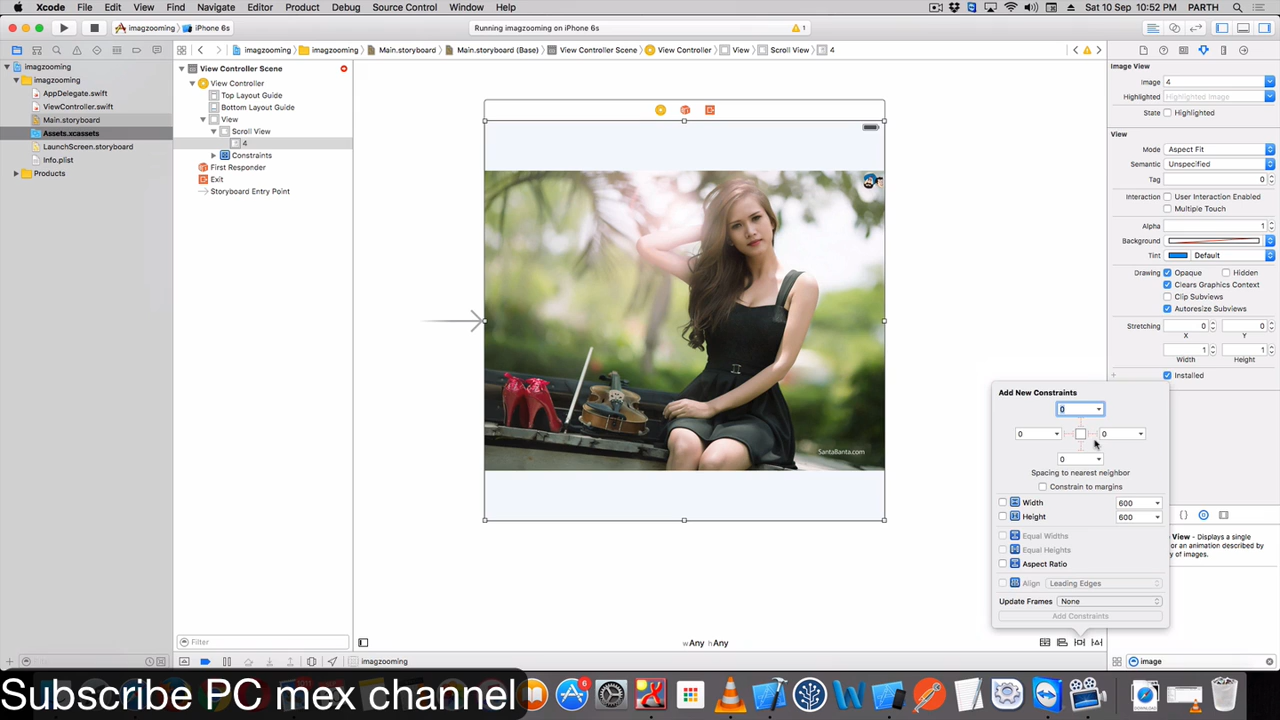 Xcode File Edit View Find Navigate Editor Product Debug Source Control Window Help
Sat 10 Sep 10:52 PM PARTH
imagzooming iPhone 6s
Running imagzooming on iPhone 6s
1
imagzooming imagzooming Main.storyboard Main.storyboard (Base) View Controller Scene View Controller View Scroll View 4
imagzooming
imagzooming
AppDelegate.swift
ViewController.swift
Main.storyboard
Assets.xcassets
LaunchScreen.storyboard
Info.plist
Products
View Controller Scene
View Controller
Top Layout Guide
Bottom Layout Guide
View
Scroll View
4
Constraints
First Responder
Exit
Storyboard Entry Point
Santabanta.com
Image View
Image 4
Highlighted Highlighted Image
State Highlighted
View
Mode Aspect Fit
Semantic Unspecified
Tag 0
Interaction User Interaction Enabled
Multiple Touch
Alpha 1
Background
Tint Default
Drawing Opaque Hidden
Clears Graphics Context
Clip Subviews
Autoresize Subviews
Stretching 0 0
X Y
1 1
Width Height
Installed
Add New Constraints
0
0 0
0
Spacing to nearest neighbor
Constrain to margins
Width 600
Height 600
Equal Widths
Equal Heights
Aspect Ratio
Align Leading Edges
Update Frames None
Add Constraints
View - Displays a single
or an animation described by
of images.
Filter
wAny hAny
imagzooming
image
6
Subscribe PC mex channel